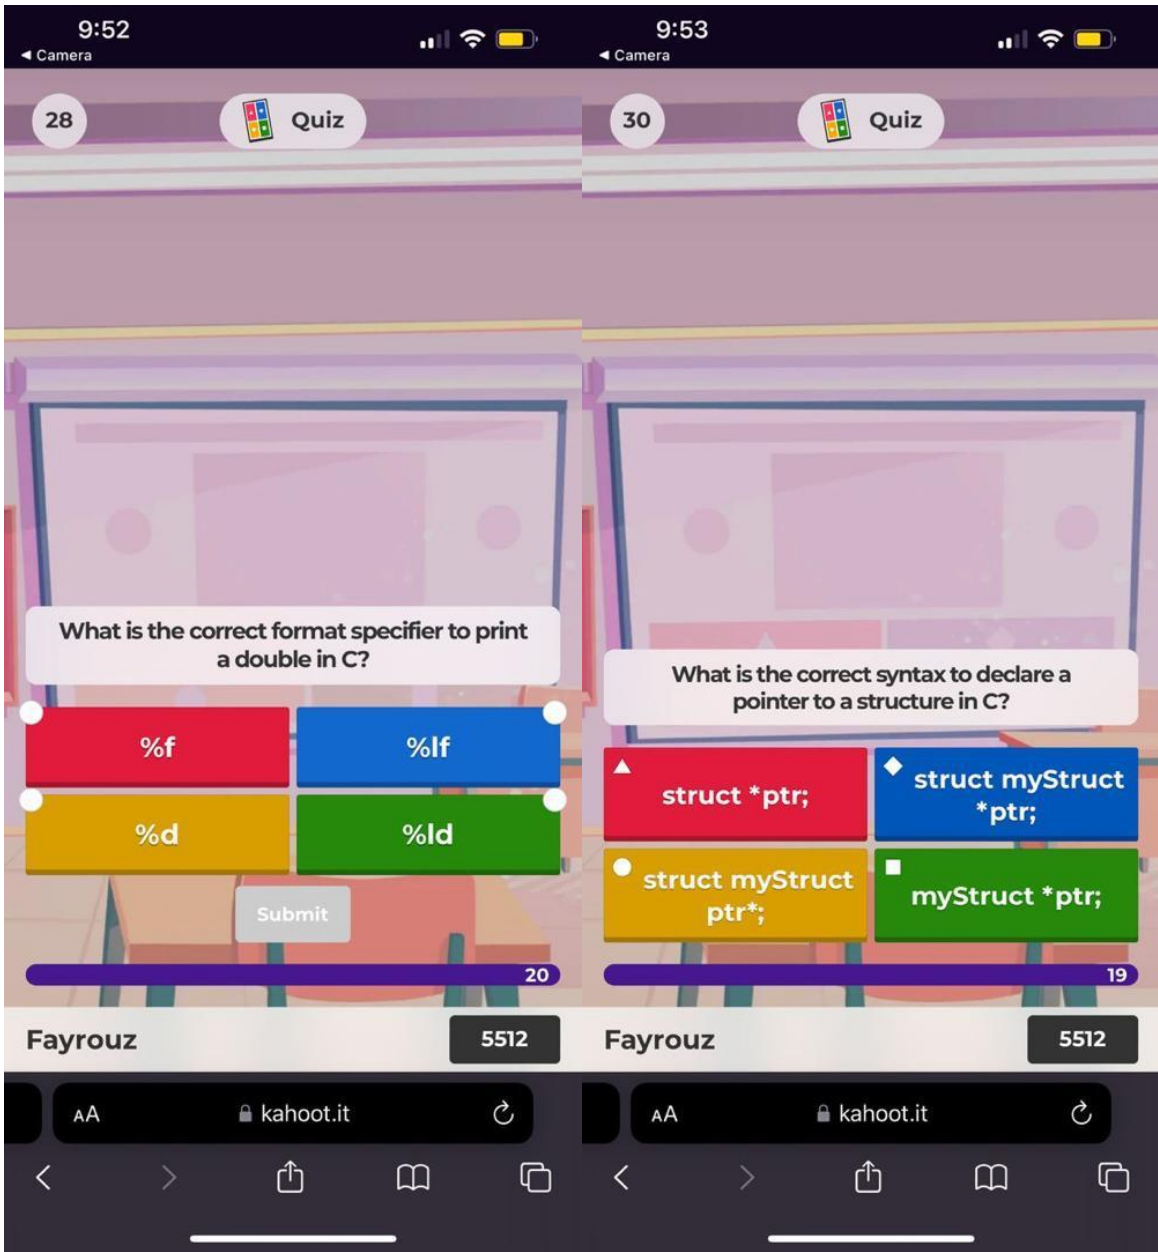 9:52
◀ Camera
28
Quiz
What is the correct format specifier to print
a double in C?
%f
%lf
%d
%ld
Submit
20
Fayrouz
5512
AA
kahoot.it
9:53
◀ Camera
30
Quiz
What is the correct syntax to declare a
pointer to a structure in C?
struct *ptr;
struct myStruct
*ptr;
struct myStruct
ptr*;
myStruct *ptr;
19
Fayrouz
5512
AA
kahoot.it